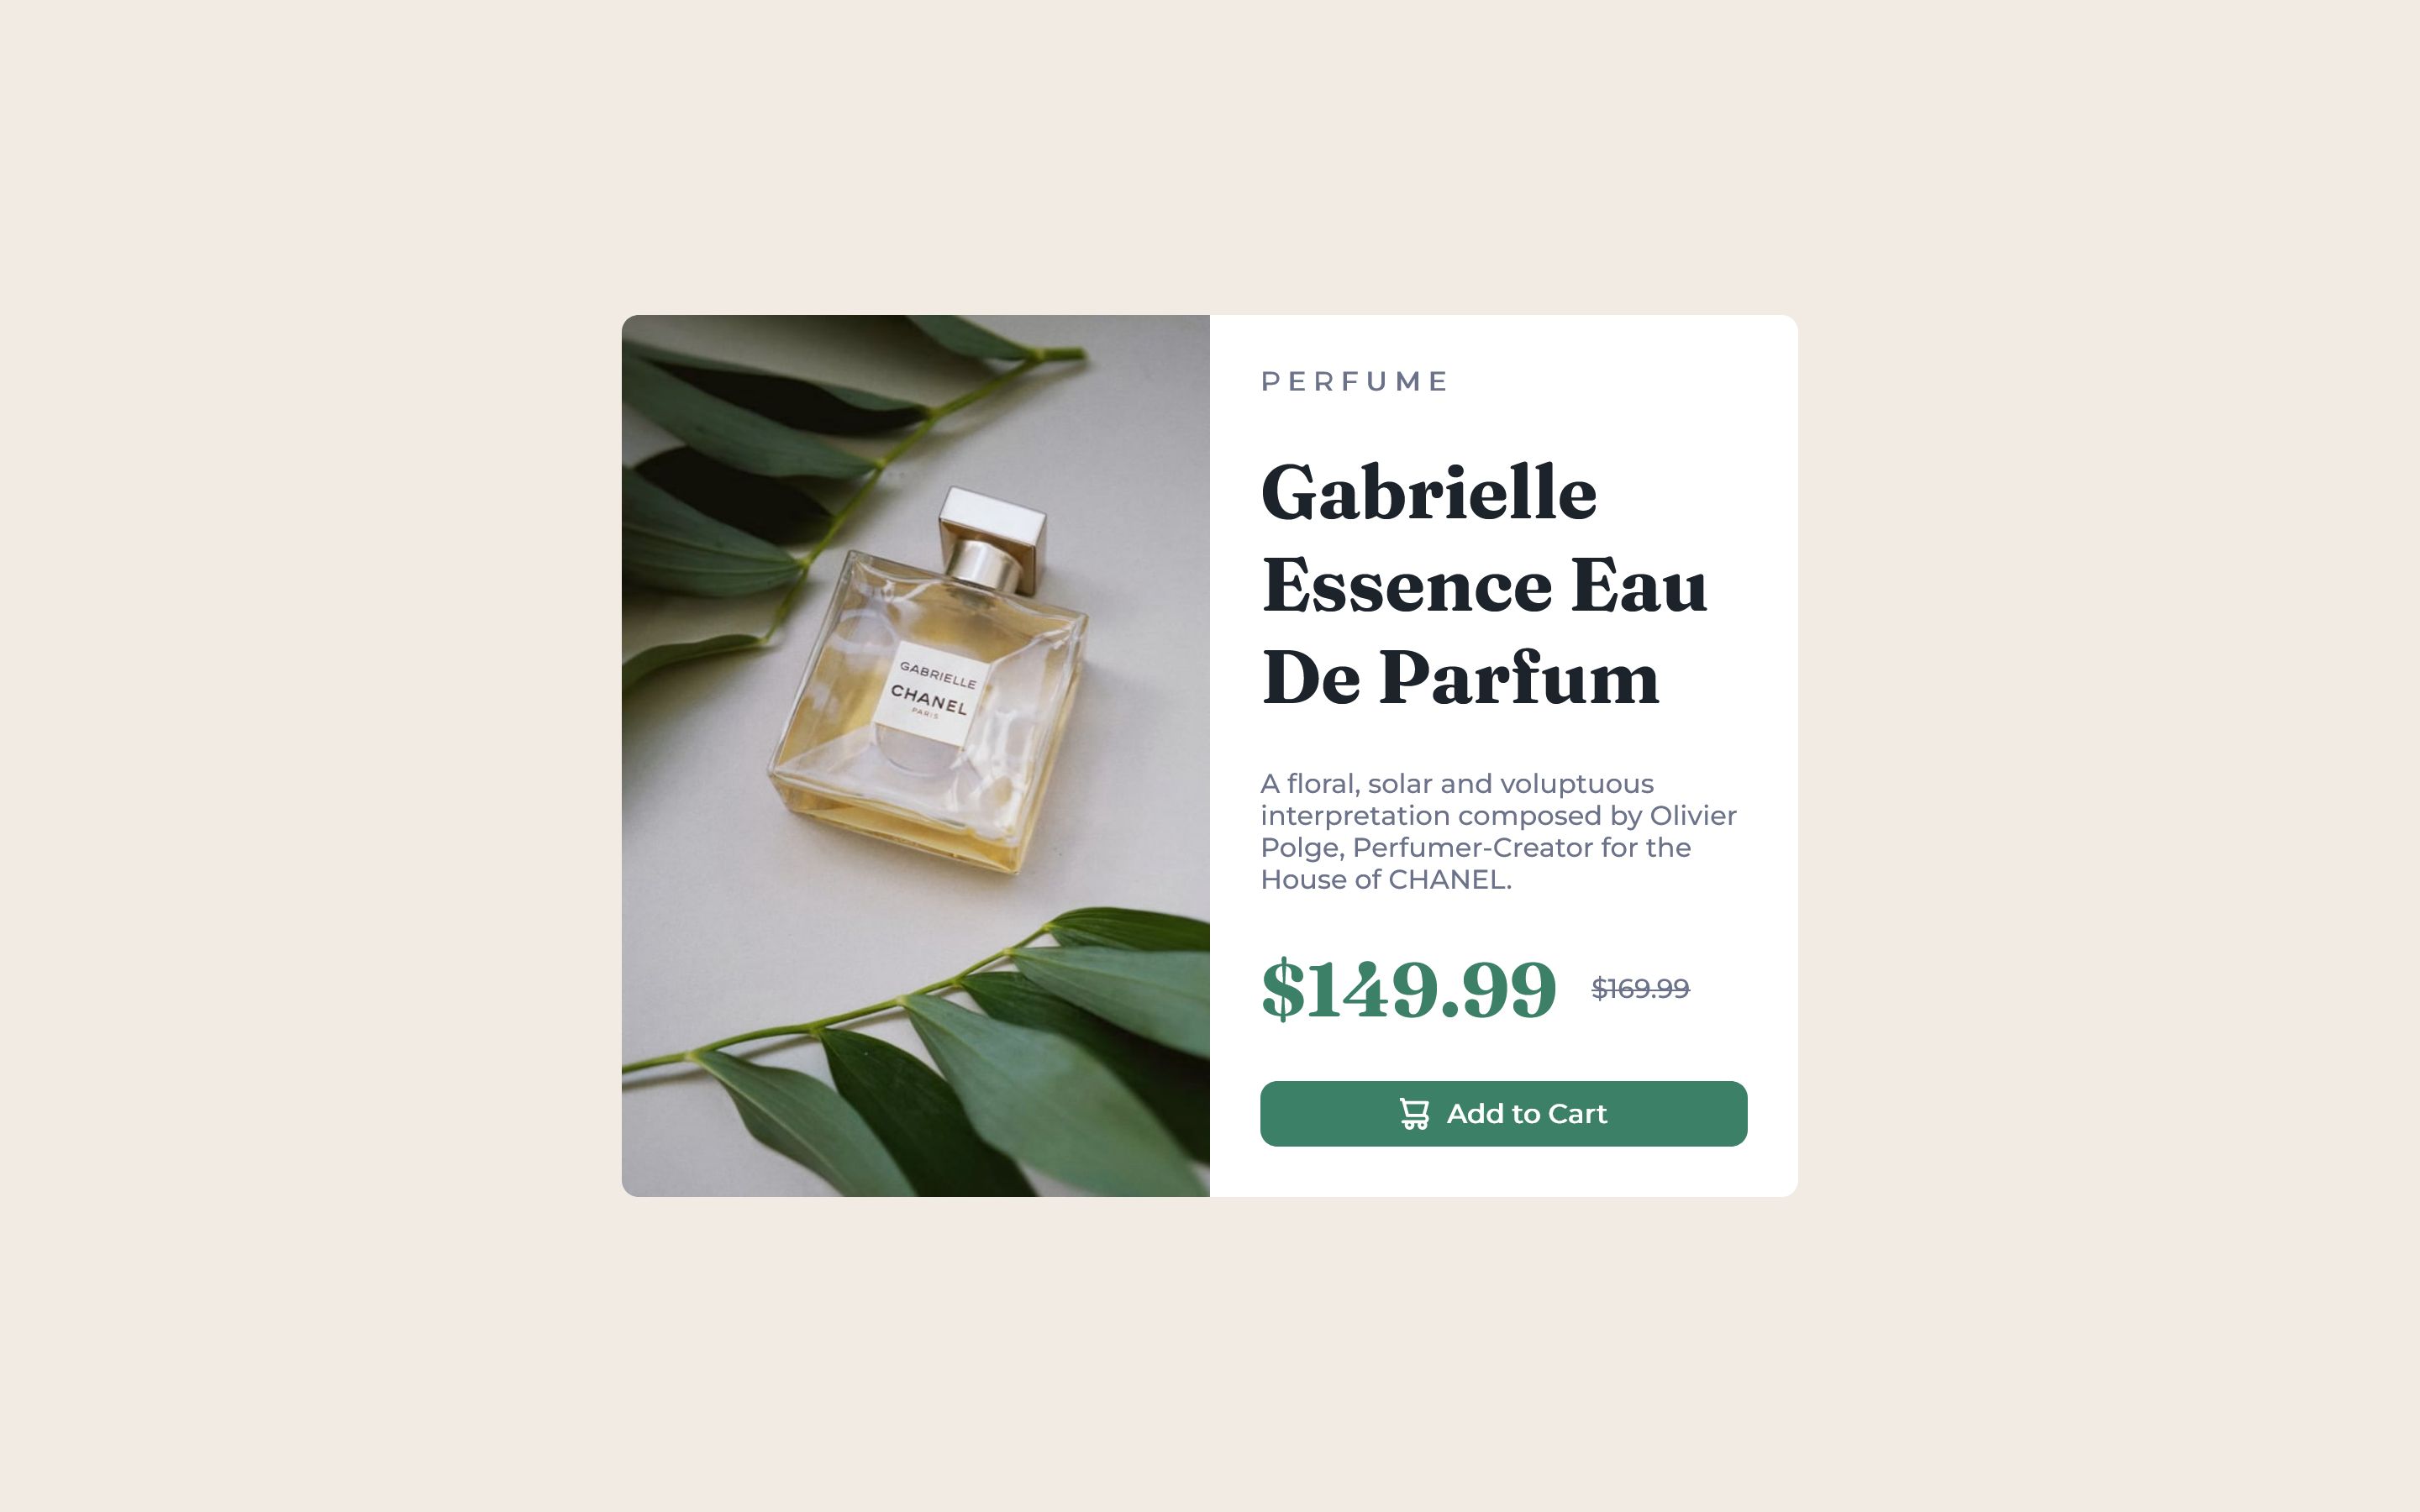 GABRIELLE
CHANEL
PARIS
PERFUME
Gabrielle
Essence Eau
De Parfum
A floral, solar and voluptuous
interpretation composed by Olivier
Polge, Perfumer-Creator for the
House of CHANEL.
$149.99 $169.99
Add to Cart